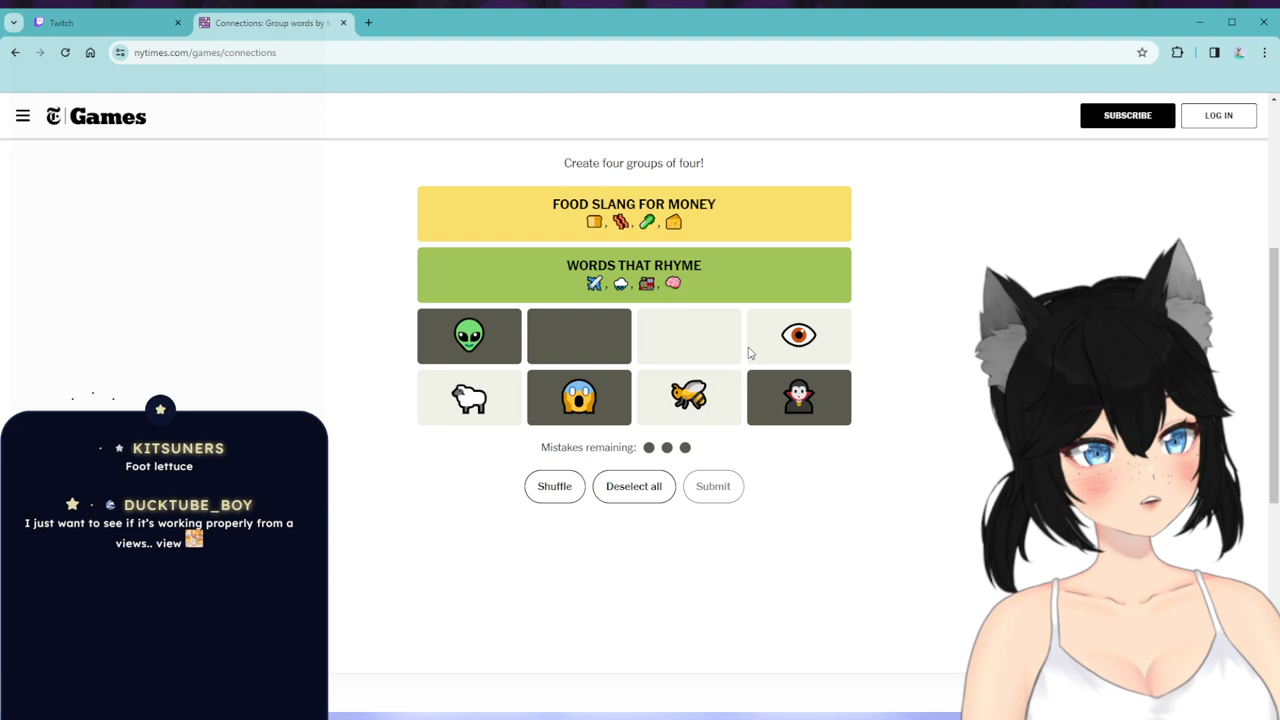 Twitch
Connections: Group words by t
nytimes.com/games/connections
T Games
SUBSCRIBE
LOG IN
Create four groups of four!
FOOD SLANG FOR MONEY
🍞, 🥓, 🥒, 🧀
WORDS THAT RHYME
✈️, 🌧️, 🚂, 🧠
Mistakes remaining:
Shuffle
Deselect all
Submit
KITSUNERS
Foot lettuce
DUCKTUBE_BOY
I just want to see if it's working properly from a
views.. view